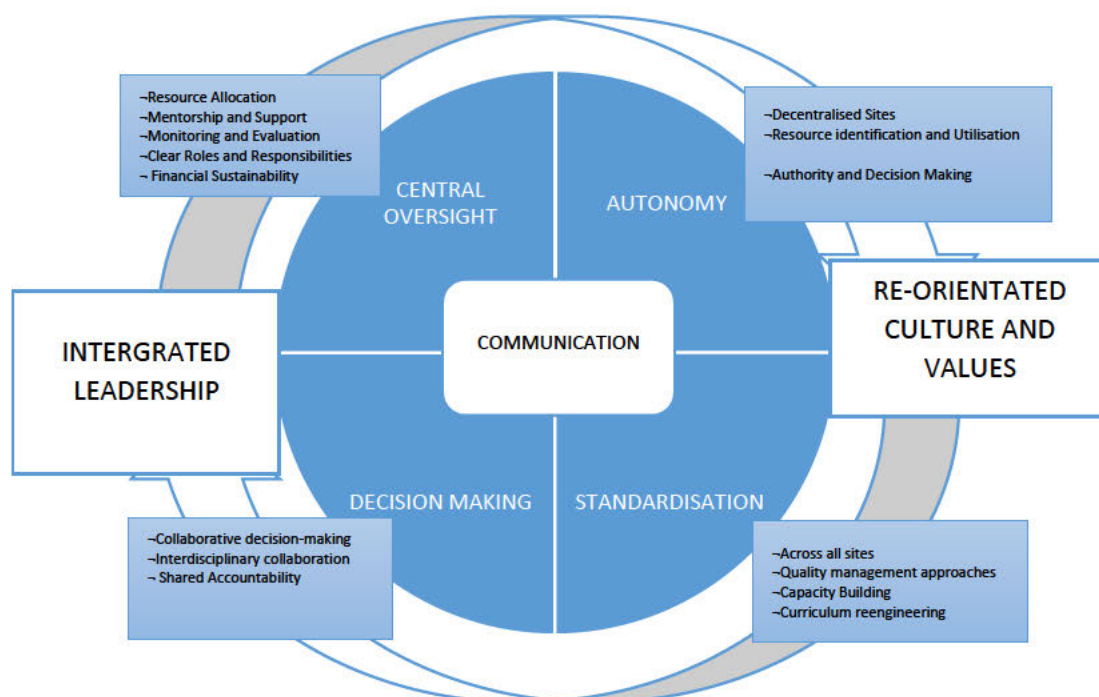 ¬Resource Allocation
¬Mentorship and Support
¬Monitoring and Evaluation
¬Clear Roles and Responsibilities
¬ Financial Sustainability
¬Decentralised Sites
¬Resource identification and Utilisation
¬Authority and Decision Making
CENTRAL
OVERSIGHT
AUTONOMY
INTERGRATED
LEADERSHIP
COMMUNICATION
RE-ORIENTATED
CULTURE AND
VALUES
DECISION MAKING
STANDARDISATION
¬Collaborative decision-making
¬Interdisciplinary collaboration
¬ Shared Accountability
¬Across all sites
¬Quality management approaches
¬Capacity Building
¬Curriculum reengineering